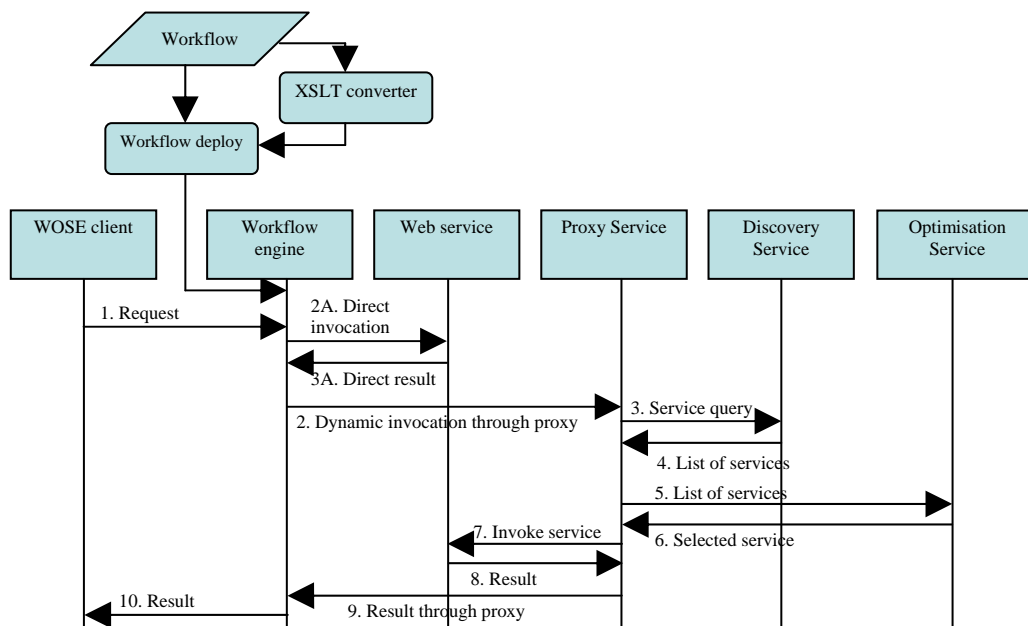 Workflow
XSLT converter
Workflow deploy
WOSE client
Workflow
engine
Web service
Proxy Service
Discovery
Service
Optimisation
Service
1. Request
2A. Direct
invocation
3A. Direct result
2. Dynamic invocation through proxy
3. Service query
4. List of services
5. List of services
6. Selected service
7. Invoke service
8. Result
9. Result through proxy
10. Result